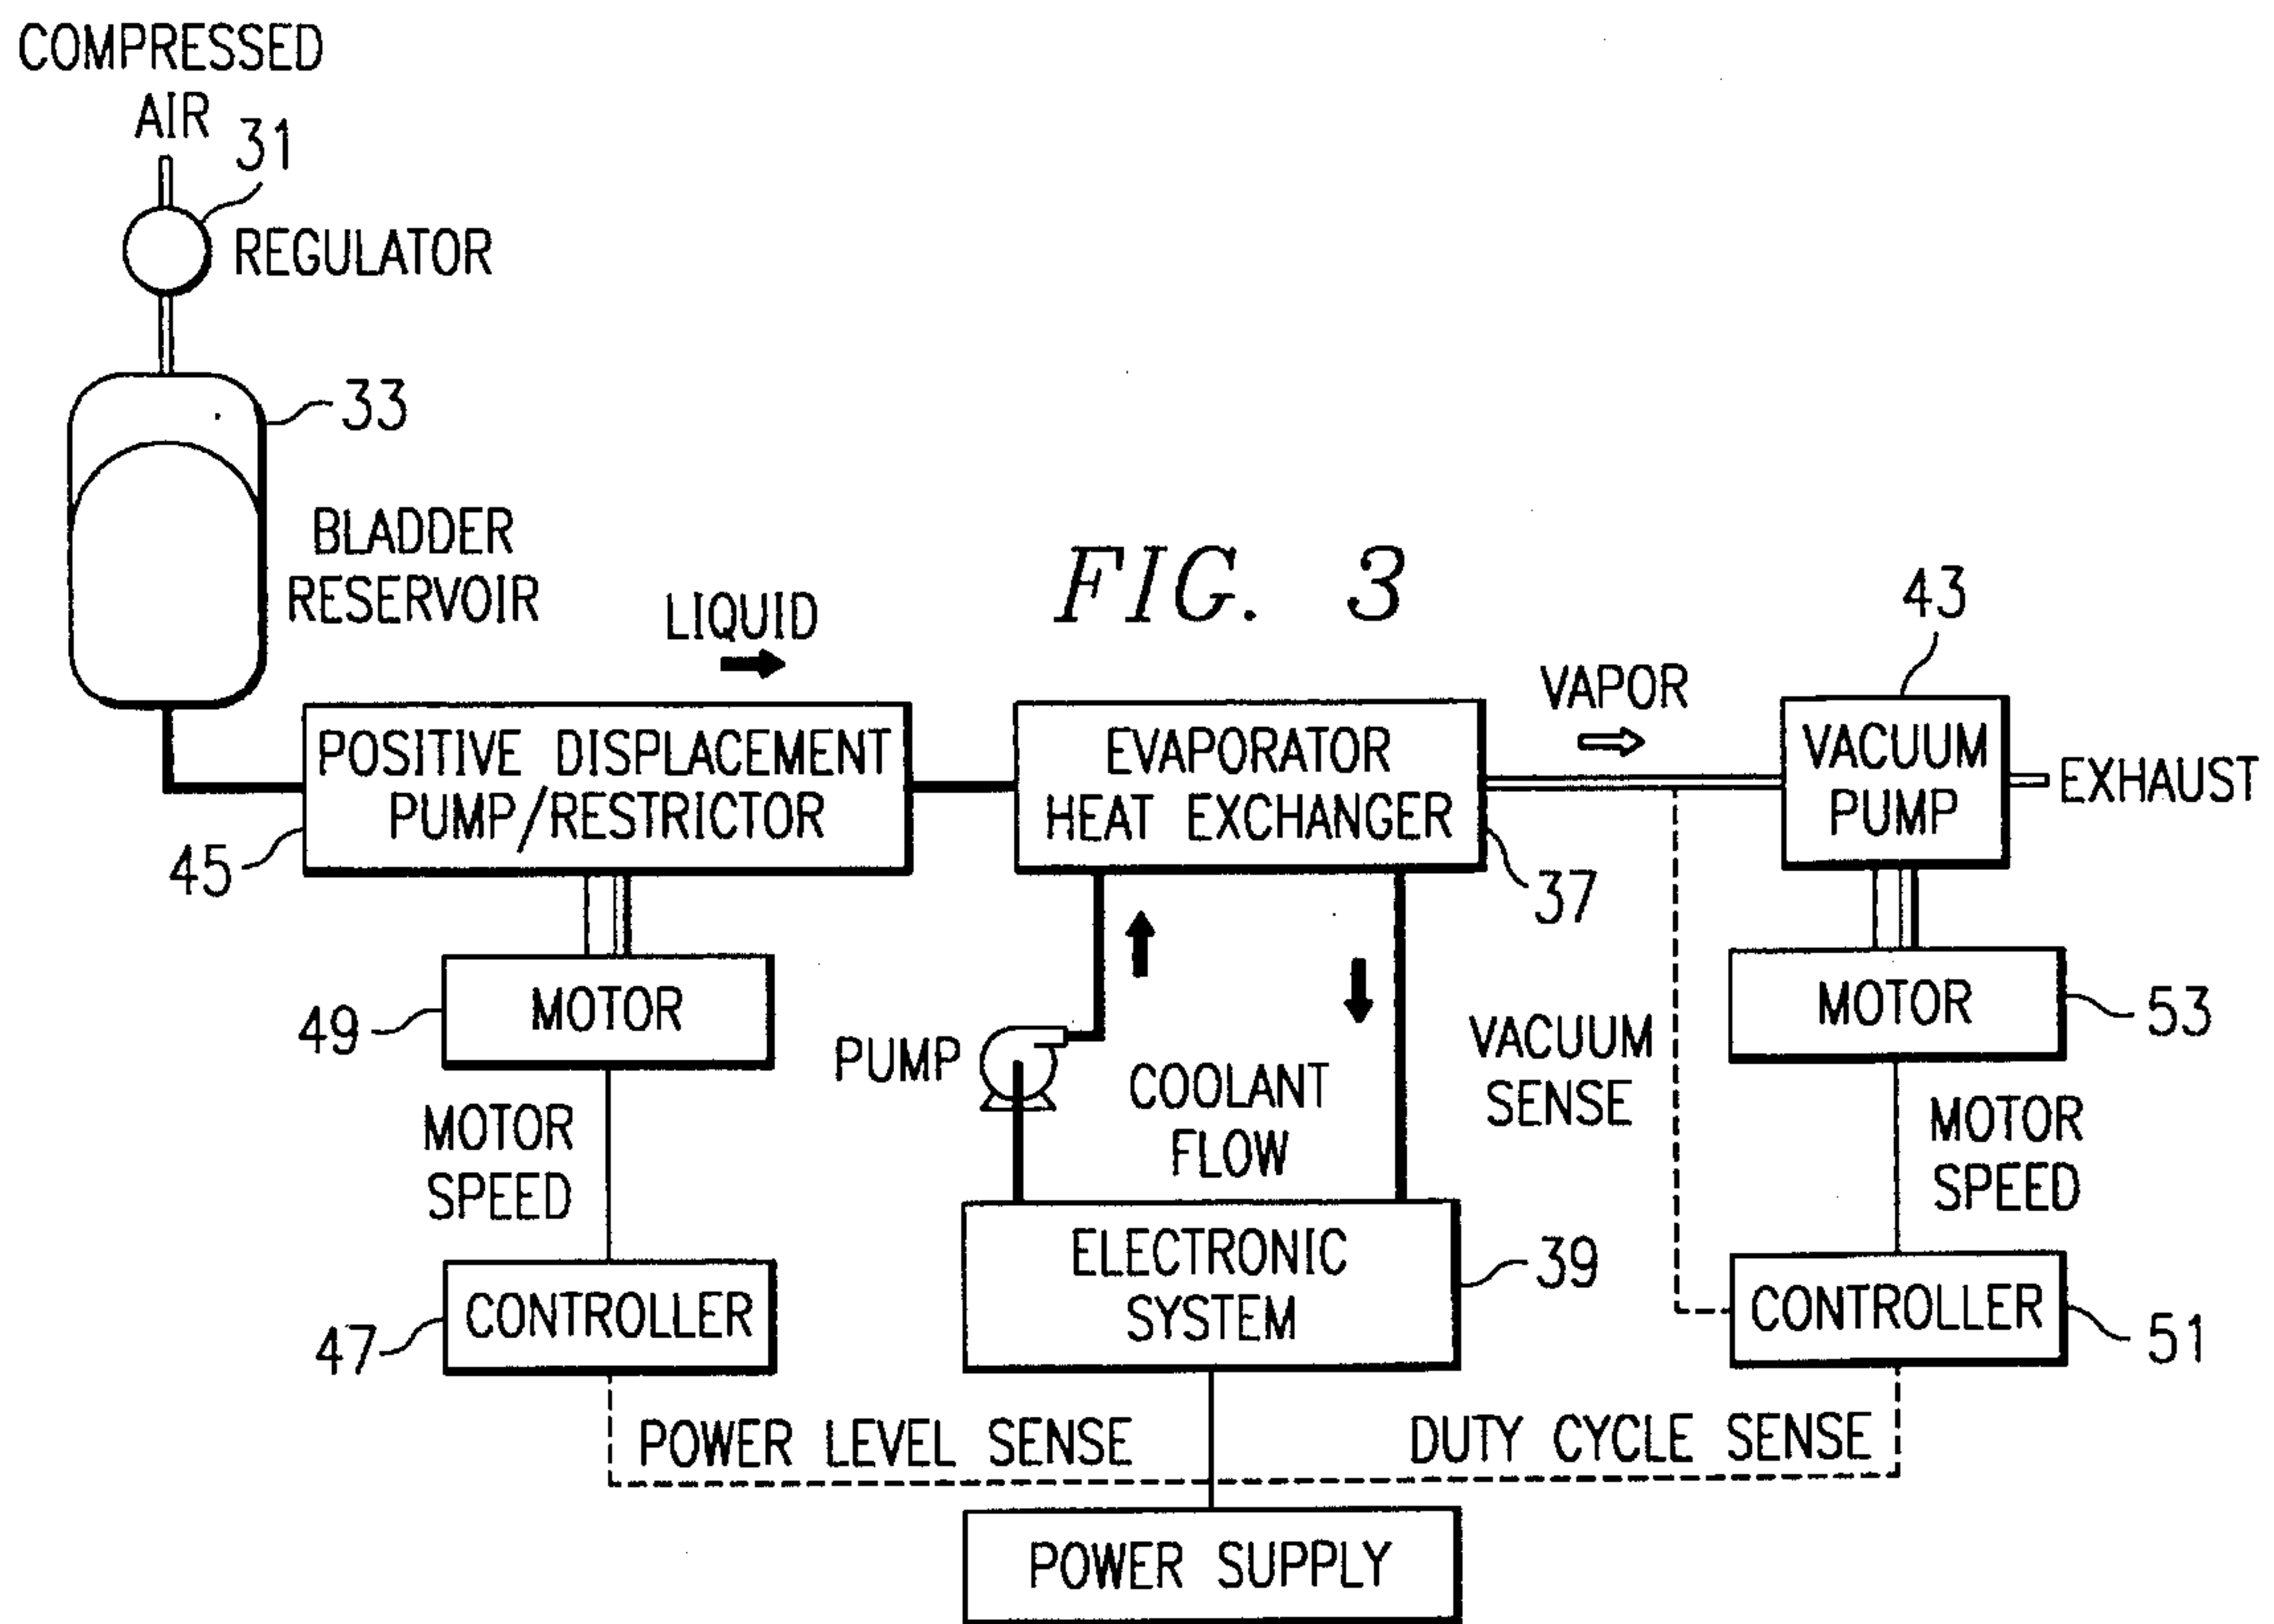 COMPRESSED
AIR
31
REGULATOR
33
BLADDER
RESERVOIR
LIQUID
FIG. 3
43
VAPOR
POSITIVE DISPLACEMENT
PUMP/RESTRICTOR
EVAPORATOR
HEAT EXCHANGER
VACUUM
PUMP
EXHAUST
45
37
MOTOR
49
MOTOR
53
PUMP
COOLANT
FLOW
VACUUM
SENSE
MOTOR
SPEED
MOTOR
SPEED
ELECTRONIC
SYSTEM
39
CONTROLLER
47
CONTROLLER
51
POWER LEVEL SENSE
DUTY CYCLE SENSE
POWER SUPPLY